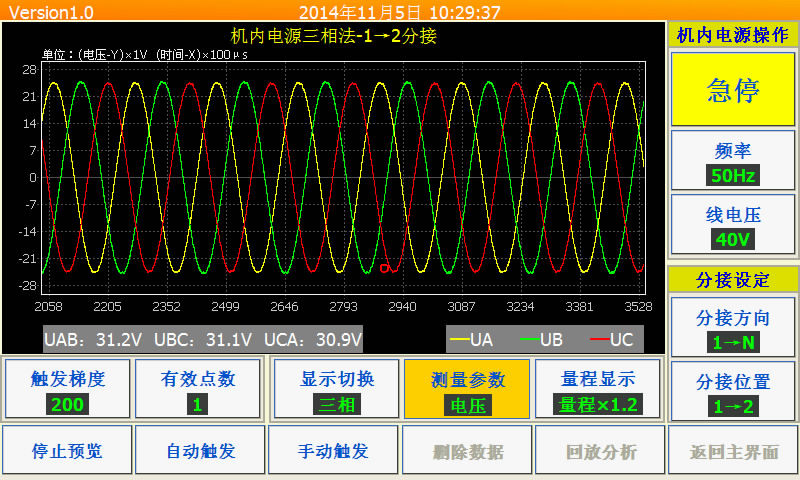 Version1.0 2014年11月5日 10:29:37
机内电源三相法-1→2分接
单位：(电压-Y)×1V (时间-X)×100μs
28
21
14
7
0
-7
-14
-21
-28
2058 2205 2352 2499 2646 2793 2940 3087 3234 3381 3528
UAB: 31.2V UBC: 31.1V UCA: 30.9V
UA UB UC
机内电源操作
急停
频率
50Hz
线电压
40V
分接设定
分接方向
1→N
分接位置
1→2
触发梯度
200
有效点数
1
显示切换
三相
测量参数
电压
量程显示
量程×1.2
停止预览 自动触发 手动触发 删除数据 回放分析 返回主界面